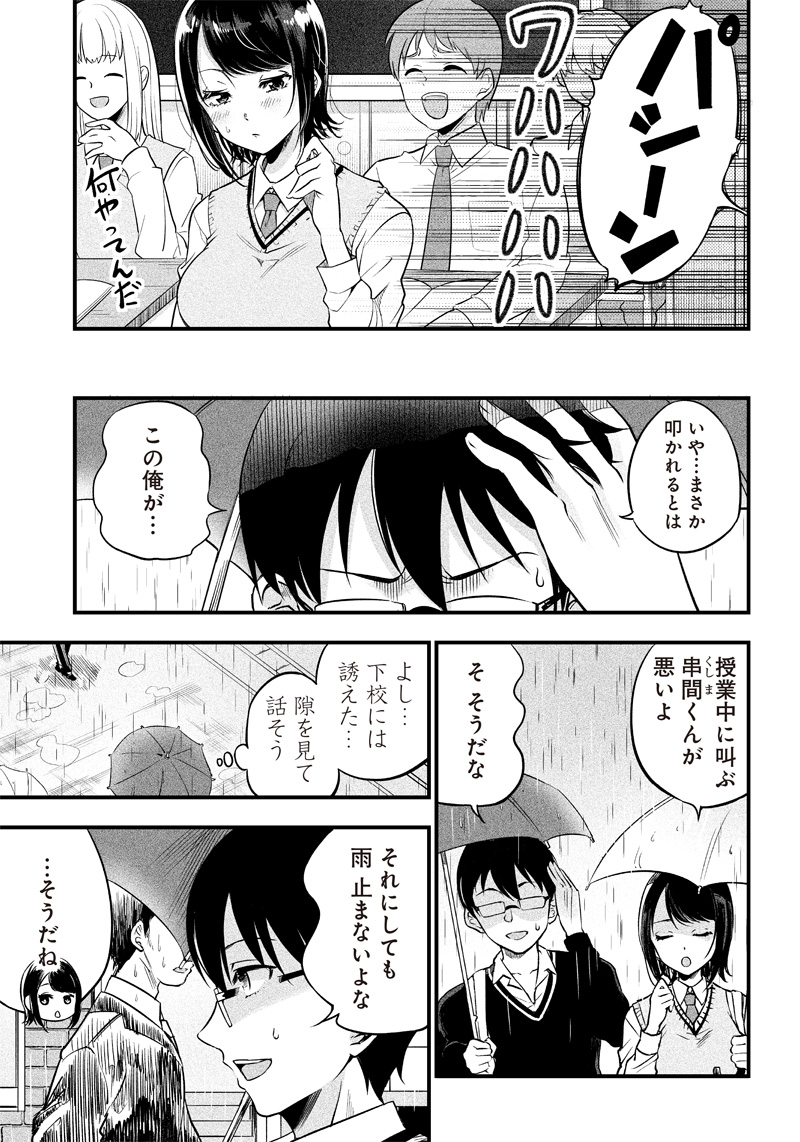 パシーン
ワハハハハハハハ
何やってんだ
いや…まさか
叩かれるとは
この俺が…
授業中に叫ぶ
串間くんが
くしま
悪いよ
そ そうだな
よし…
下校には
誘えた…
隙を見て
話そう
それにしても
雨 止まないよな
…そうだね